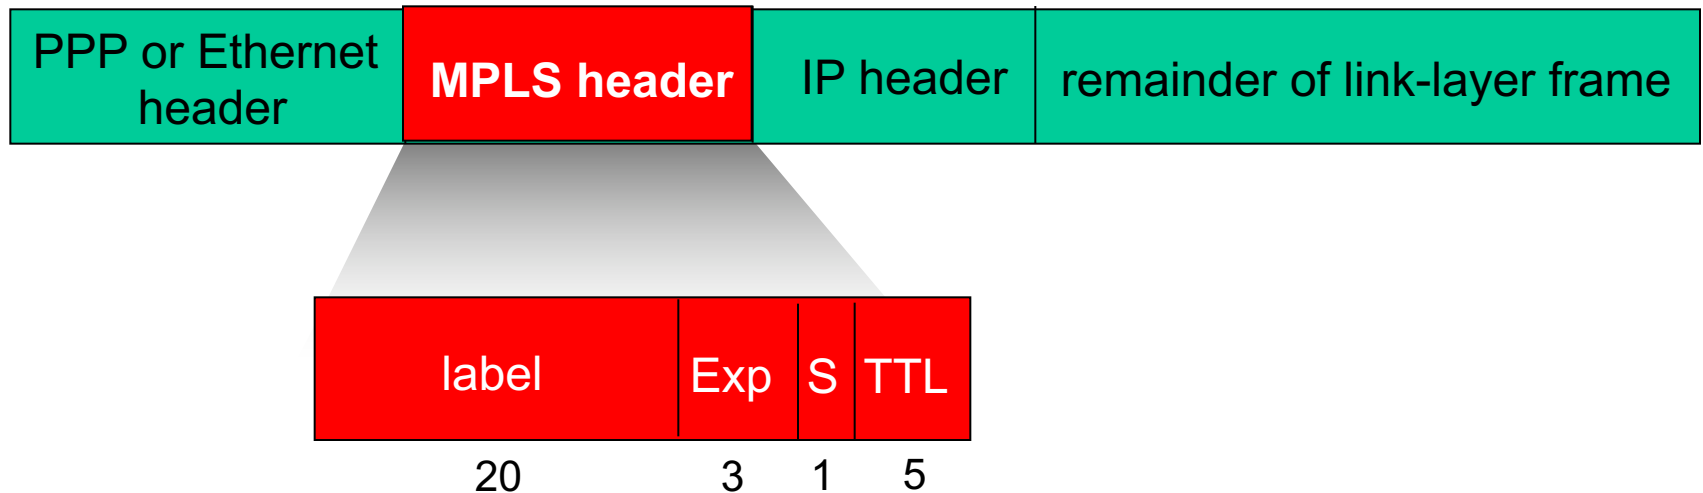 PPP or Ethernet
header
MPLS header
IP header
remainder of link-layer frame
label
Exp
S
TTL
20
3
1
5